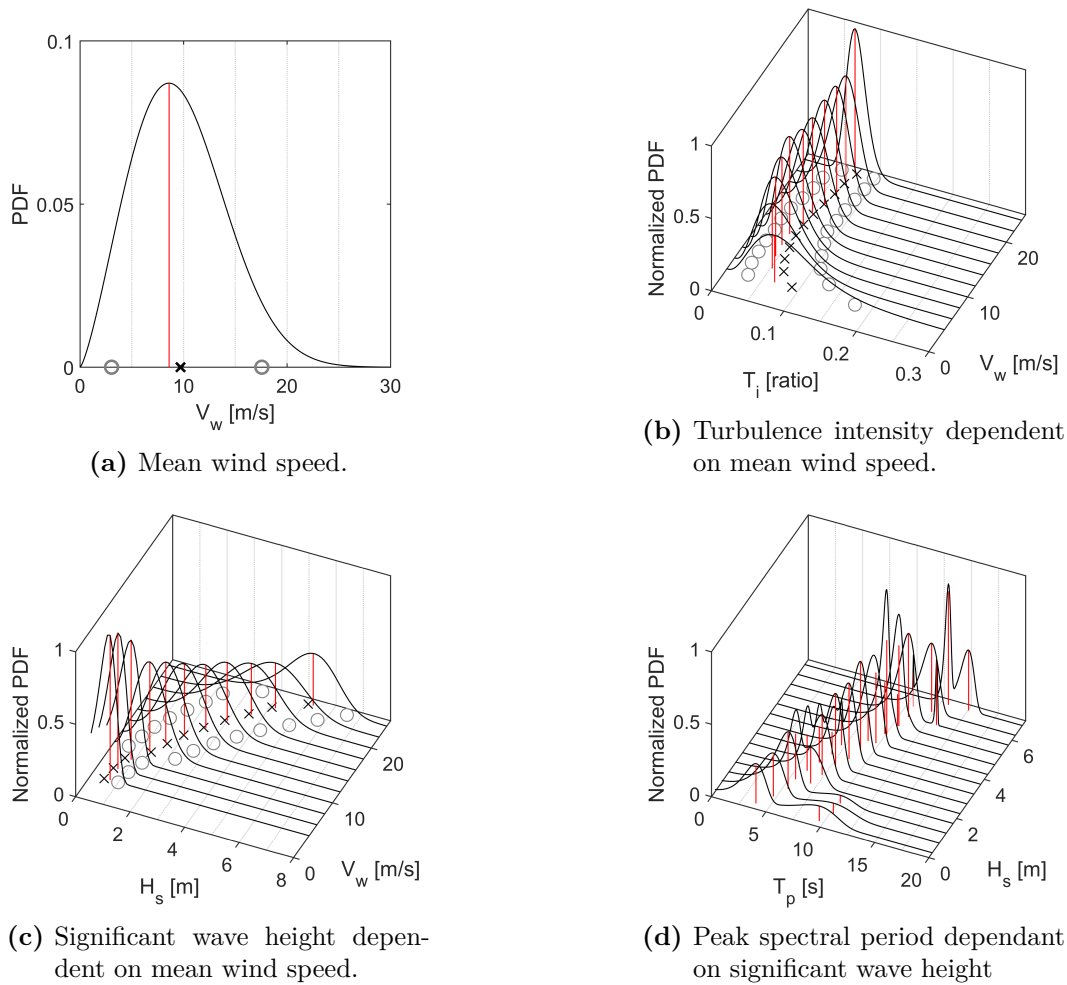 0.1
0.05
0
PDF
0 10 20 30
V_w [m/s]
(a) Mean wind speed.
1
0.5
0
Normalized PDF
0
0.1
0.2
0.3
T_i [ratio]
0
10
20
V_w [m/s]
(b) Turbulence intensity dependent
on mean wind speed.
1
0.5
0
Normalized PDF
0
2
4
6
8
H_s [m]
0
10
20
V_w [m/s]
(c) Significant wave height depen-
dent on mean wind speed.
1
0.5
0
Normalized PDF
0
5
10
15
20
T_p [s]
0
2
4
6
H_s [m]
(d) Peak spectral period dependant
on significant wave height